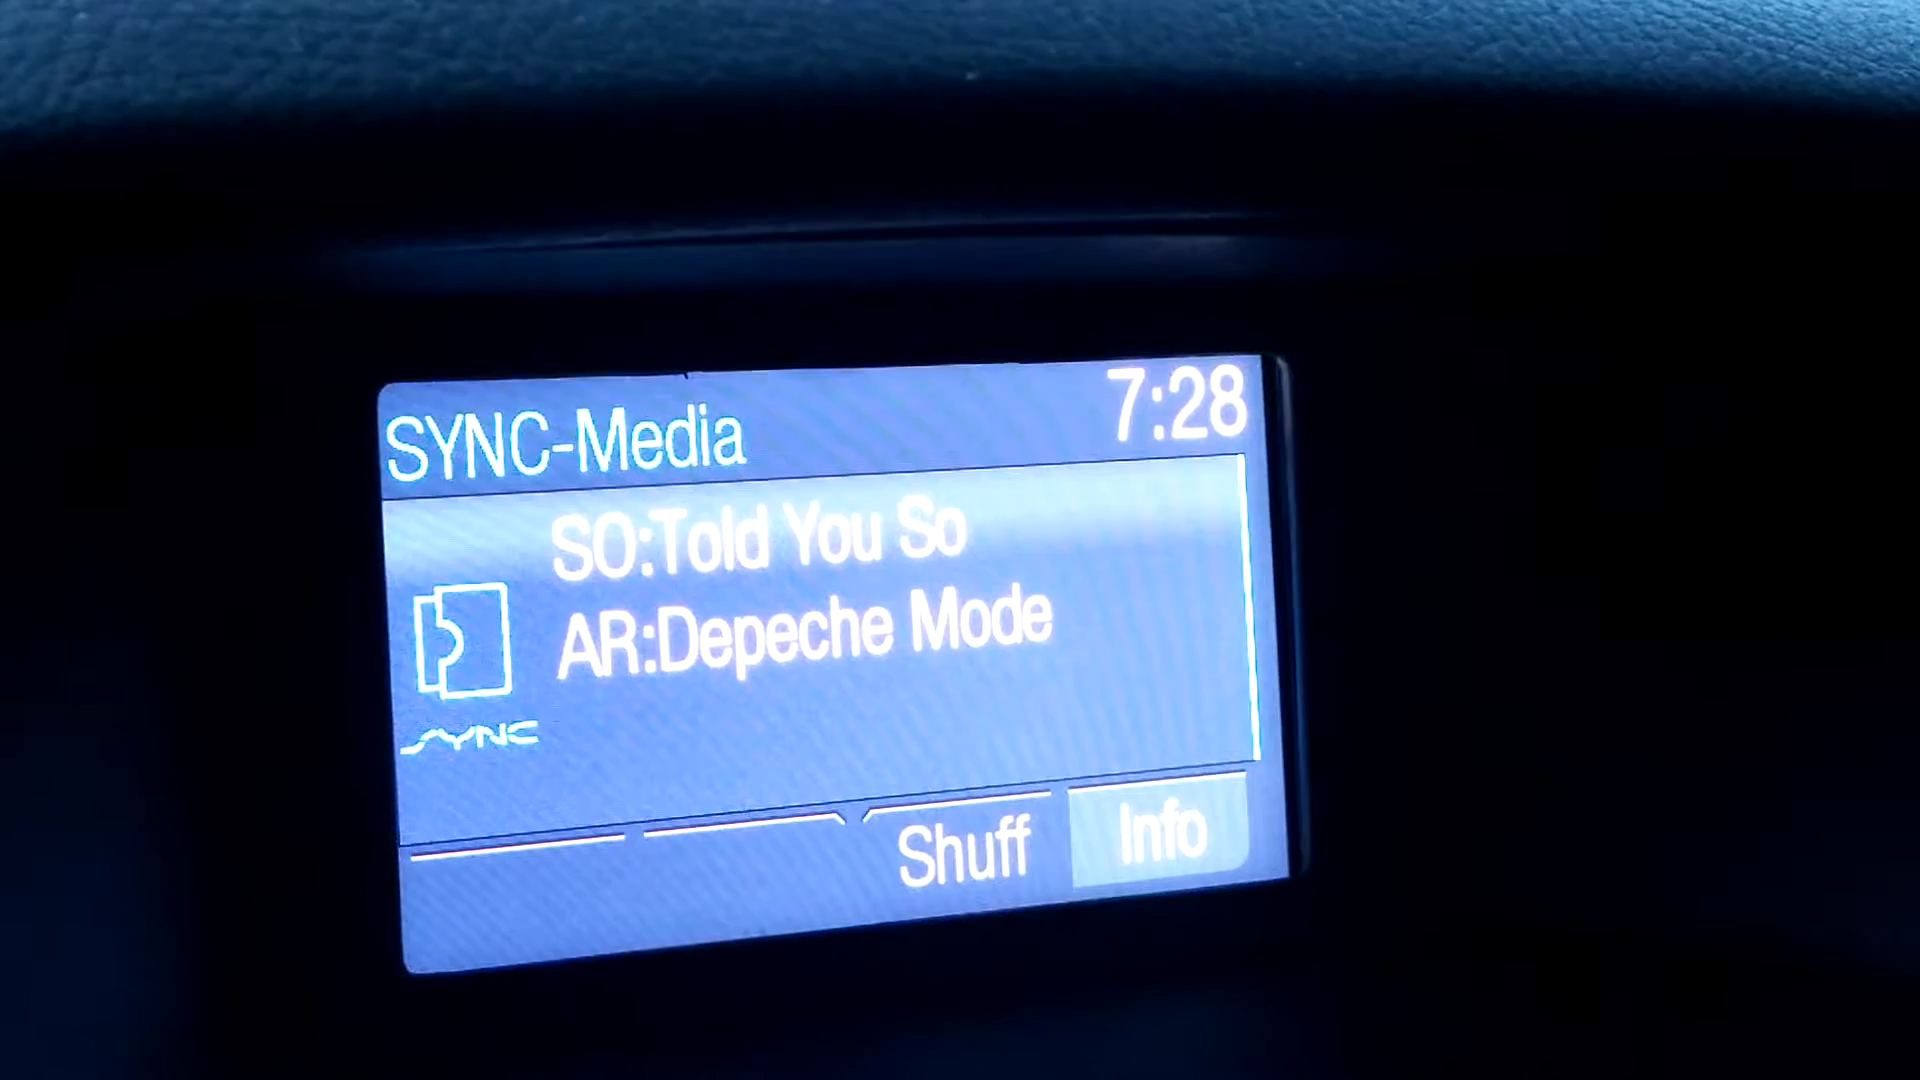 SYNC-Media 7:28
SO:Told You So
AR:Depeche Mode
SYNC
Shuff Info